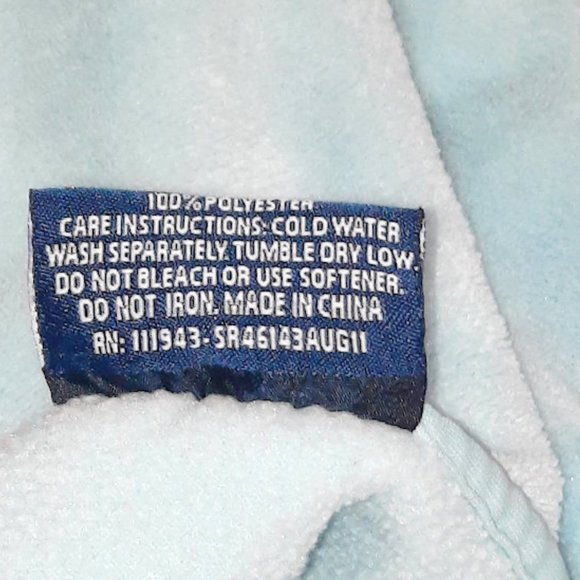 100% POLYESTER
CARE INSTRUCTIONS: COLD WATER
WASH SEPARATELY. TUMBLE DRY LOW.
DO NOT BLEACH OR USE SOFTENER.
DO NOT IRON. MADE IN CHINA
RN: 111943-SR46143AUG11